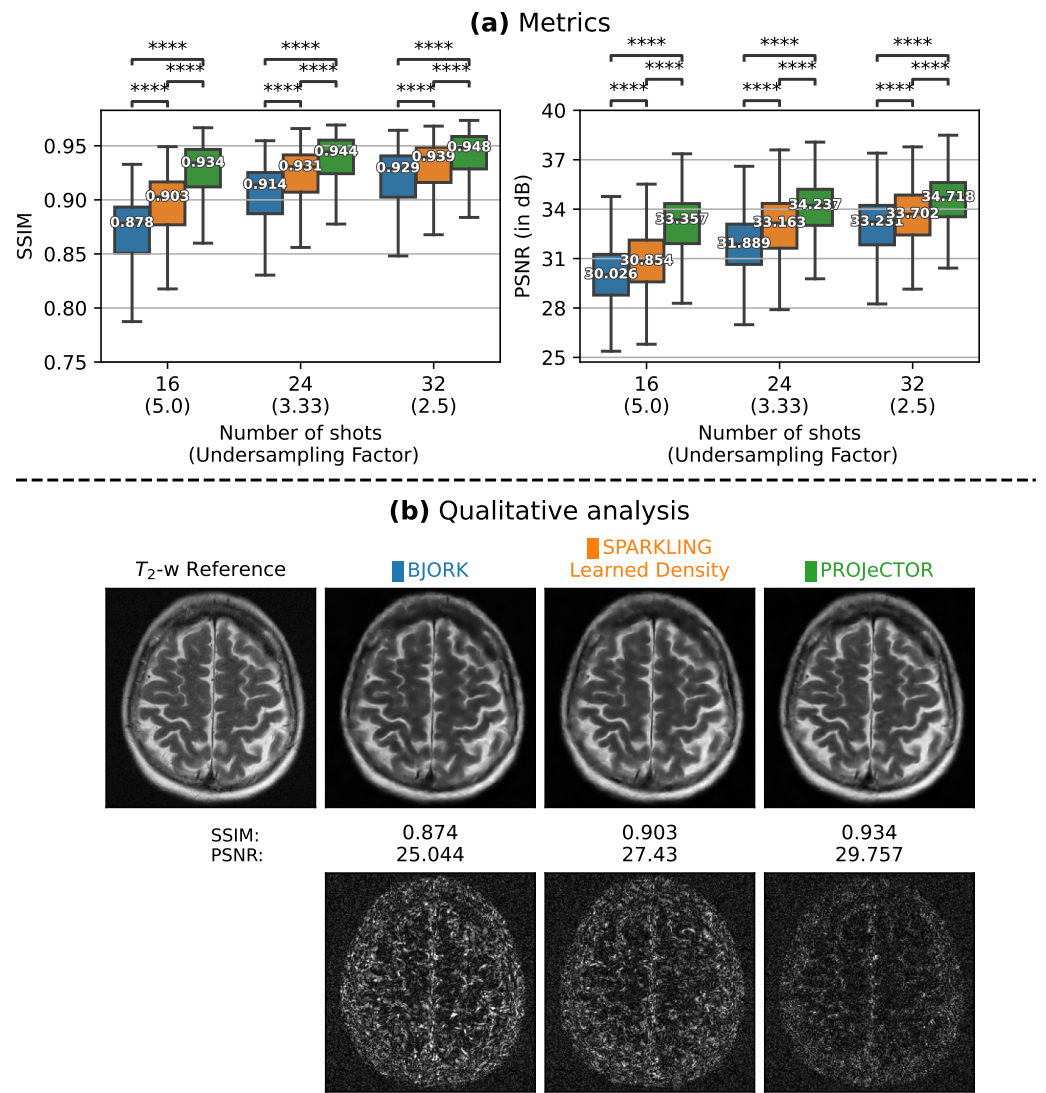 (a) Metrics
**** **** ****
**** **** ****
**** **** ****
SSIM
0.95
0.90
0.85
0.80
0.75
0.878 0.903 0.934
0.914 0.931 0.944
0.929 0.939 0.948
16 24 32
(5.0) (3.33) (2.5)
Number of shots
(Undersampling Factor)
**** **** ****
**** **** ****
**** **** ****
PSNR (in dB)
40
37
34
31
28
25
30.026 30.854 33.357
31.889 33.163 34.237
33.231 33.702 34.718
16 24 32
(5.0) (3.33) (2.5)
Number of shots
(Undersampling Factor)
(b) Qualitative analysis
T2-w Reference
BJORK
SPARKLING
Learned Density
PROJeCTOR
SSIM: 0.874 0.903 0.934
PSNR: 25.044 27.43 29.757